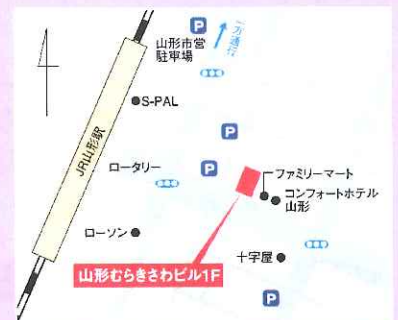 P
山形市営
駐車場
一方通行
S-PAL
P
JR山形駅
ロータリー
P
ファミリーマート
コンフォートホテル
山形
ローソン
十字屋
山形むらきさわビル1F
P